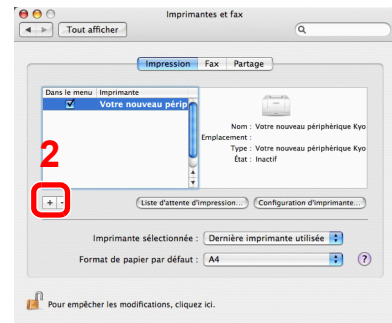 Imprimantes et fax
Tout afficher
Impression Fax Partage
Dans le menu Imprimante
Votre nouveau périp
Nom : Votre nouveau périphérique Kyo
Emplacement :
Type : Votre nouveau périphérique Kyo
État : Inactif
2
+ -
Liste d'attente d'impression... Configuration d'imprimante...
Imprimante sélectionnée : Dernière imprimante utilisée
Format de papier par défaut : A4 ?
Pour empêcher les modifications, cliquez ici.